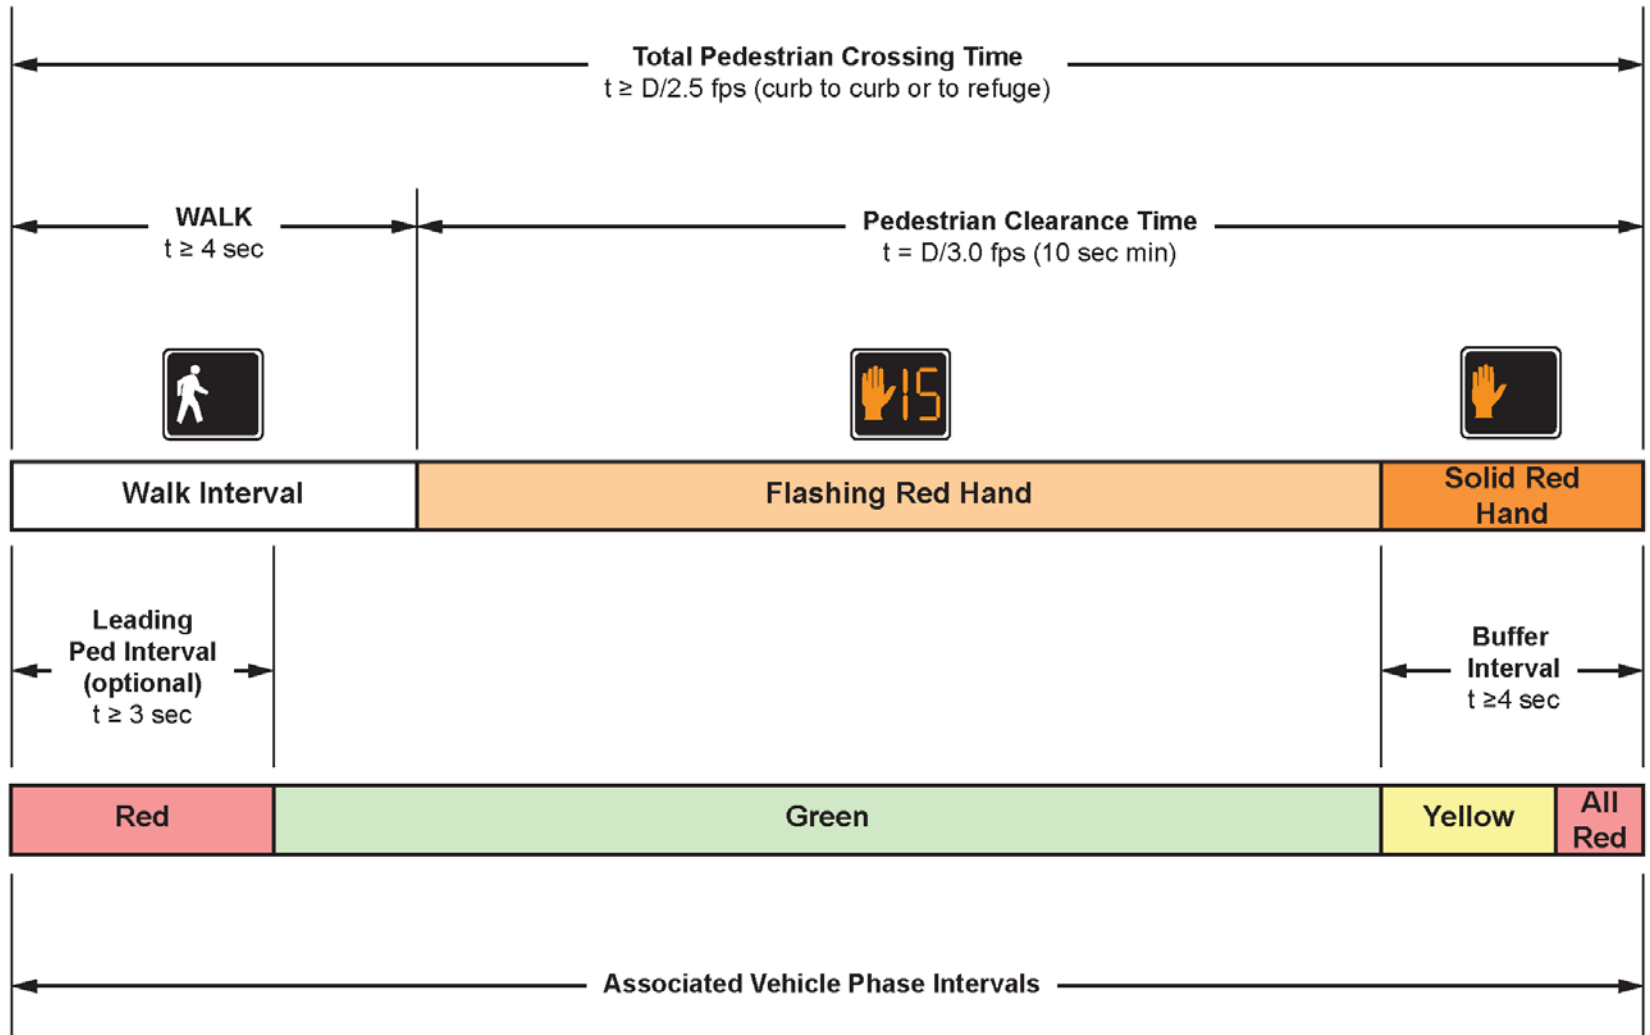 Total Pedestrian Crossing Time
t ≥ D/2.5 fps (curb to curb or to refuge)
WALK
t ≥ 4 sec
Pedestrian Clearance Time
t = D/3.0 fps (10 sec min)
15
Walk Interval
Flashing Red Hand
Solid Red
Hand
Leading
Ped Interval
(optional)
t ≥ 3 sec
Buffer
Interval
t ≥4 sec
Red
Green
Yellow
All
Red
Associated Vehicle Phase Intervals